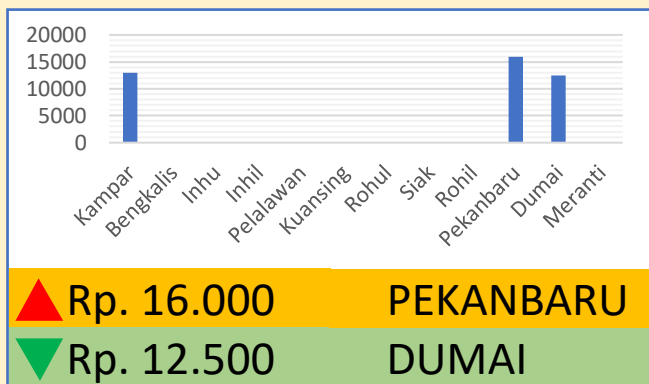 20000
15000
10000
5000
0
Kampar
Bengkalis
Inhu
Inhil
Pelalawan
Kuansing
Rohul
Siak
Rohil
Pekanbaru
Dumai
Meranti
Rp. 16.000 PEKANBARU
Rp. 12.500 DUMAI